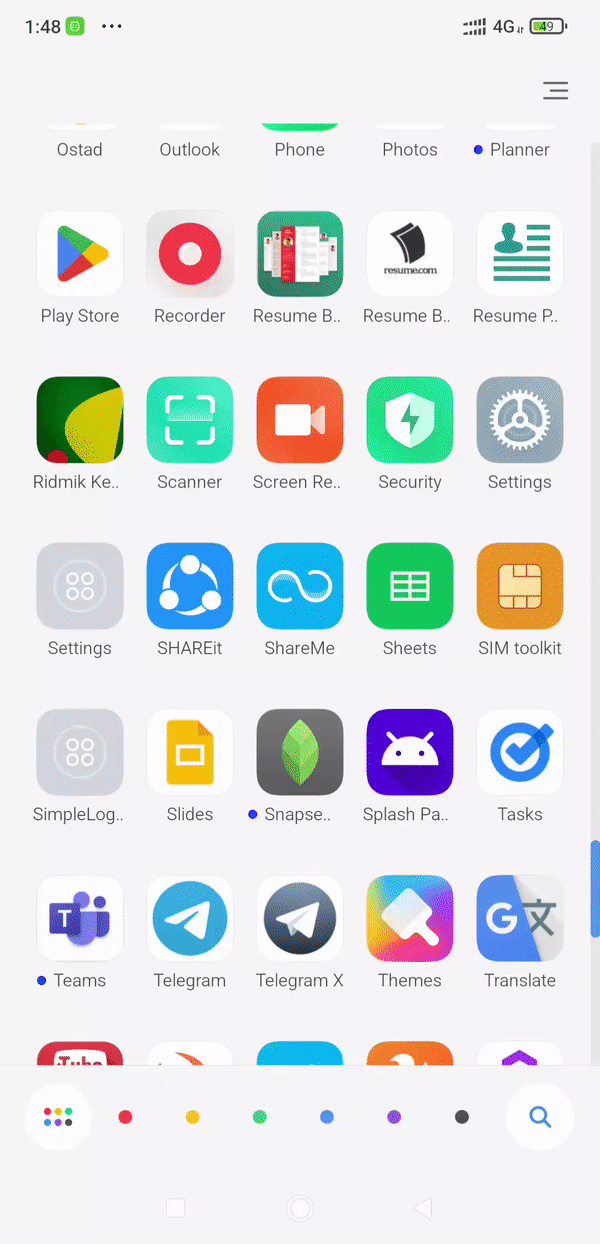 1:48 ... 4G 49
Ostad Outlook Phone Photos Planner
resume.com
Play Store Recorder Resume B.. Resume B.. Resume P..
Ridmik Ke.. Scanner Screen Re.. Security Settings
Settings SHAREit ShareMe Sheets SIM toolkit
SimpleLog.. Slides Snapse.. Splash Pa.. Tasks
T G 文
Teams Telegram Telegram X Themes Translate
Tube